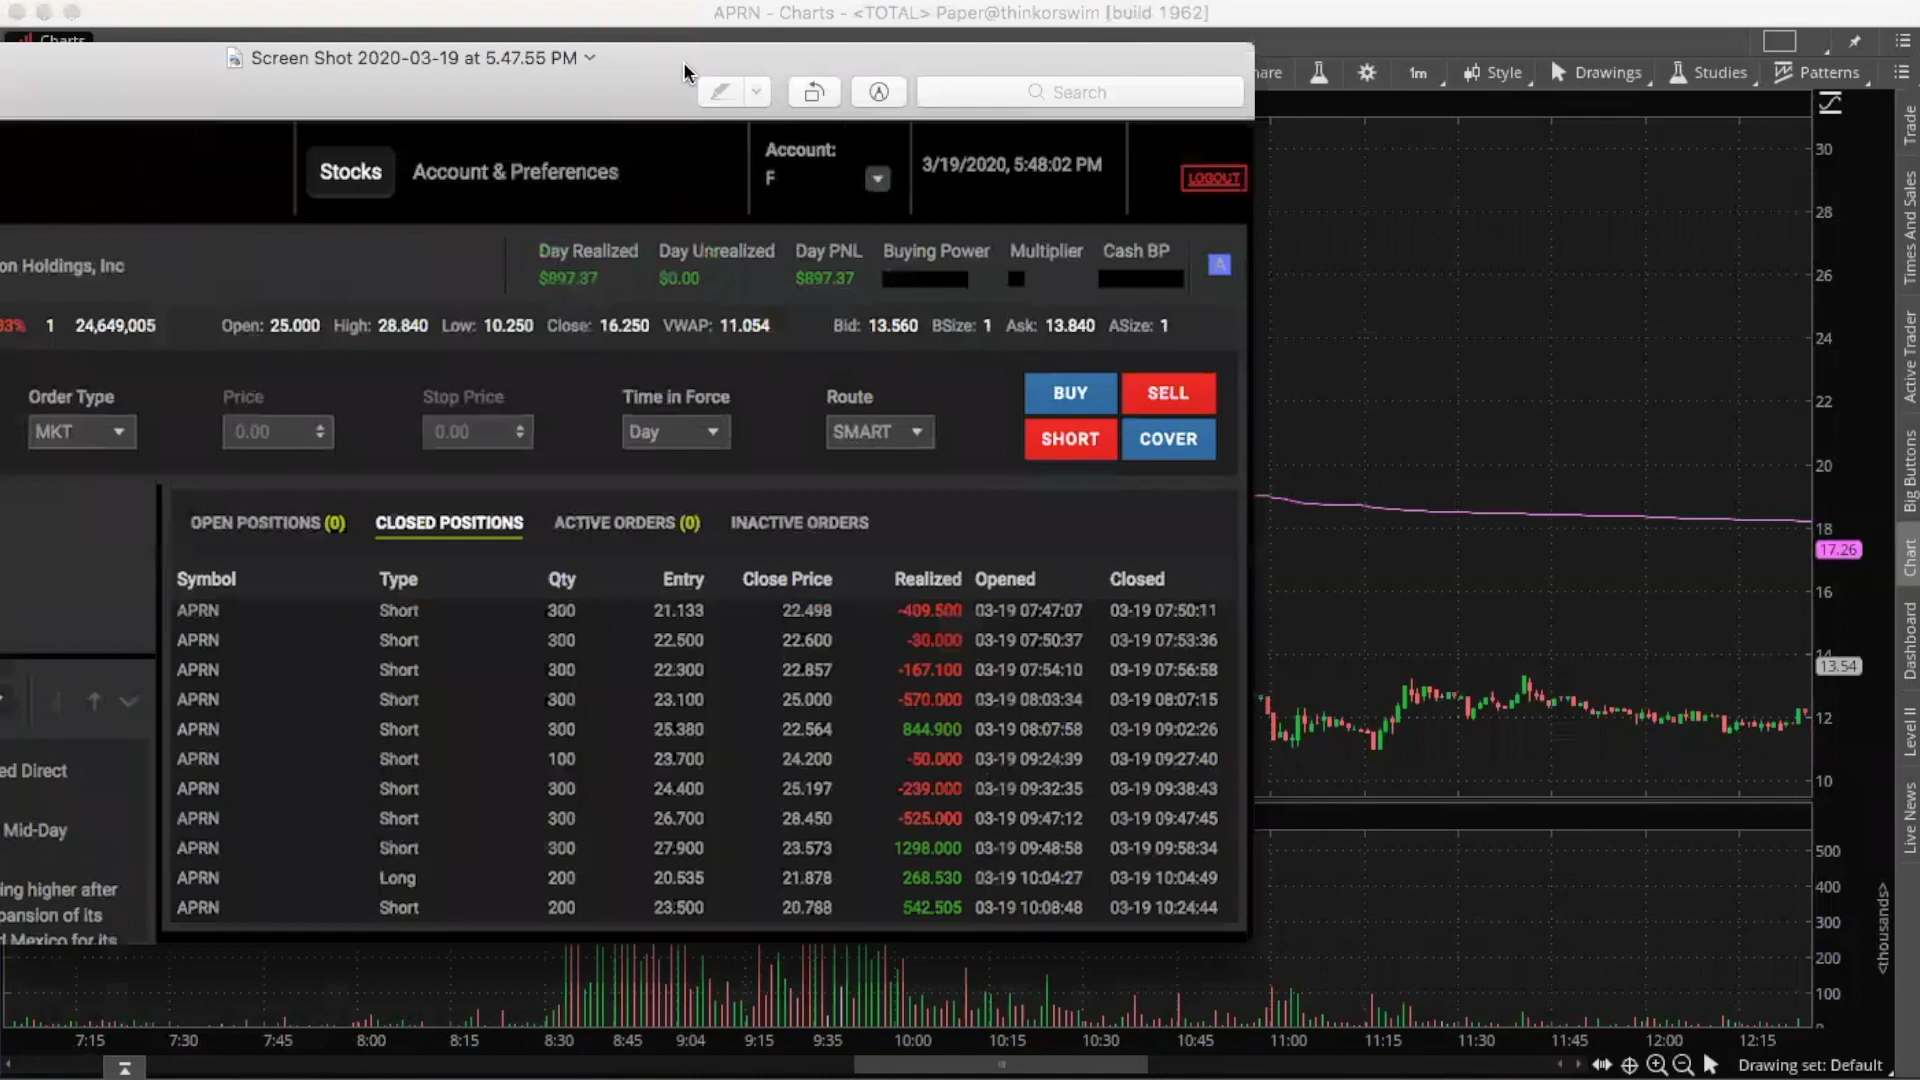 APRN - Charts - <TOTAL> Paper@thinkorswim [build 1962]
Charts
Screen Shot 2020-03-19 at 5.47.55 PM
Search
hare 1m Style Drawings Studies Patterns
Stocks Account & Preferences Account: F 3/19/2020, 5:48:02 PM LOGOUT
on Holdings, Inc
Day Realized Day Unrealized Day PNL Buying Power Multiplier Cash BP
$897.37 $0.00 $897.37 A
93% 1 24,649,005 Open: 25.000 High: 28.840 Low: 10.250 Close: 16.250 VWAP: 11.054 Bid: 13.560 BSize: 1 Ask: 13.840 ASize: 1
Order Type Price Stop Price Time in Force Route
MKT 0.00 0.00 Day SMART
BUY SELL
SHORT COVER
OPEN POSITIONS (0) CLOSED POSITIONS ACTIVE ORDERS (0) INACTIVE ORDERS
Symbol Type Qty Entry Close Price Realized Opened Closed
APRN Short 300 21.133 22.498 -409.500 03-19 07:47:07 03-19 07:50:11
APRN Short 300 22.500 22.600 -30.000 03-19 07:50:37 03-19 07:53:36
APRN Short 300 22.300 22.857 -167.100 03-19 07:54:10 03-19 07:56:58
APRN Short 300 23.100 25.000 -570.000 03-19 08:03:34 03-19 08:07:15
APRN Short 300 25.380 22.564 844.900 03-19 08:07:58 03-19 09:02:26
APRN Short 100 23.700 24.200 -50.000 03-19 09:24:39 03-19 09:27:40
APRN Short 300 24.400 25.197 -239.000 03-19 09:32:35 03-19 09:38:43
APRN Short 300 26.700 28.450 -525.000 03-19 09:47:12 03-19 09:47:45
APRN Short 300 27.900 23.573 1298.000 03-19 09:48:58 03-19 09:58:34
APRN Long 200 20.535 21.878 268.530 03-19 10:04:27 03-19 10:04:49
APRN Short 200 23.500 20.788 542.505 03-19 10:08:48 03-19 10:24:44
ed Direct
Mid-Day
ing higher after
pansion of its
d Mexico for its
30
28
26
24
22
20
18
17.26
16
14
13.54
12
10
500
400
300
200
100
<thousands>
Trade
Times And Sales
Active Trader
Big Buttons
Chart
Dashboard
Level II
Live News
7:15 7:30 7:45 8:00 8:15 8:30 8:45 9:04 9:15 9:35 10:00 10:15 10:30 10:45 11:00 11:15 11:30 11:45 12:00 12:15
Drawing set: Default